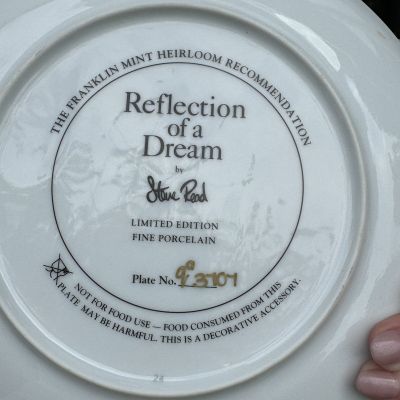 THE FRANKLIN MINT HEIRLOOM RECOMMENDATION
Reflection
of a
Dream
by
Steve Read
LIMITED EDITION
FINE PORCELAIN
Plate No.
NOT FOR FOOD USE — FOOD CONSUMED FROM THIS
PLATE MAY BE HARMFUL. THIS IS A DECORATIVE ACCESSORY.
24